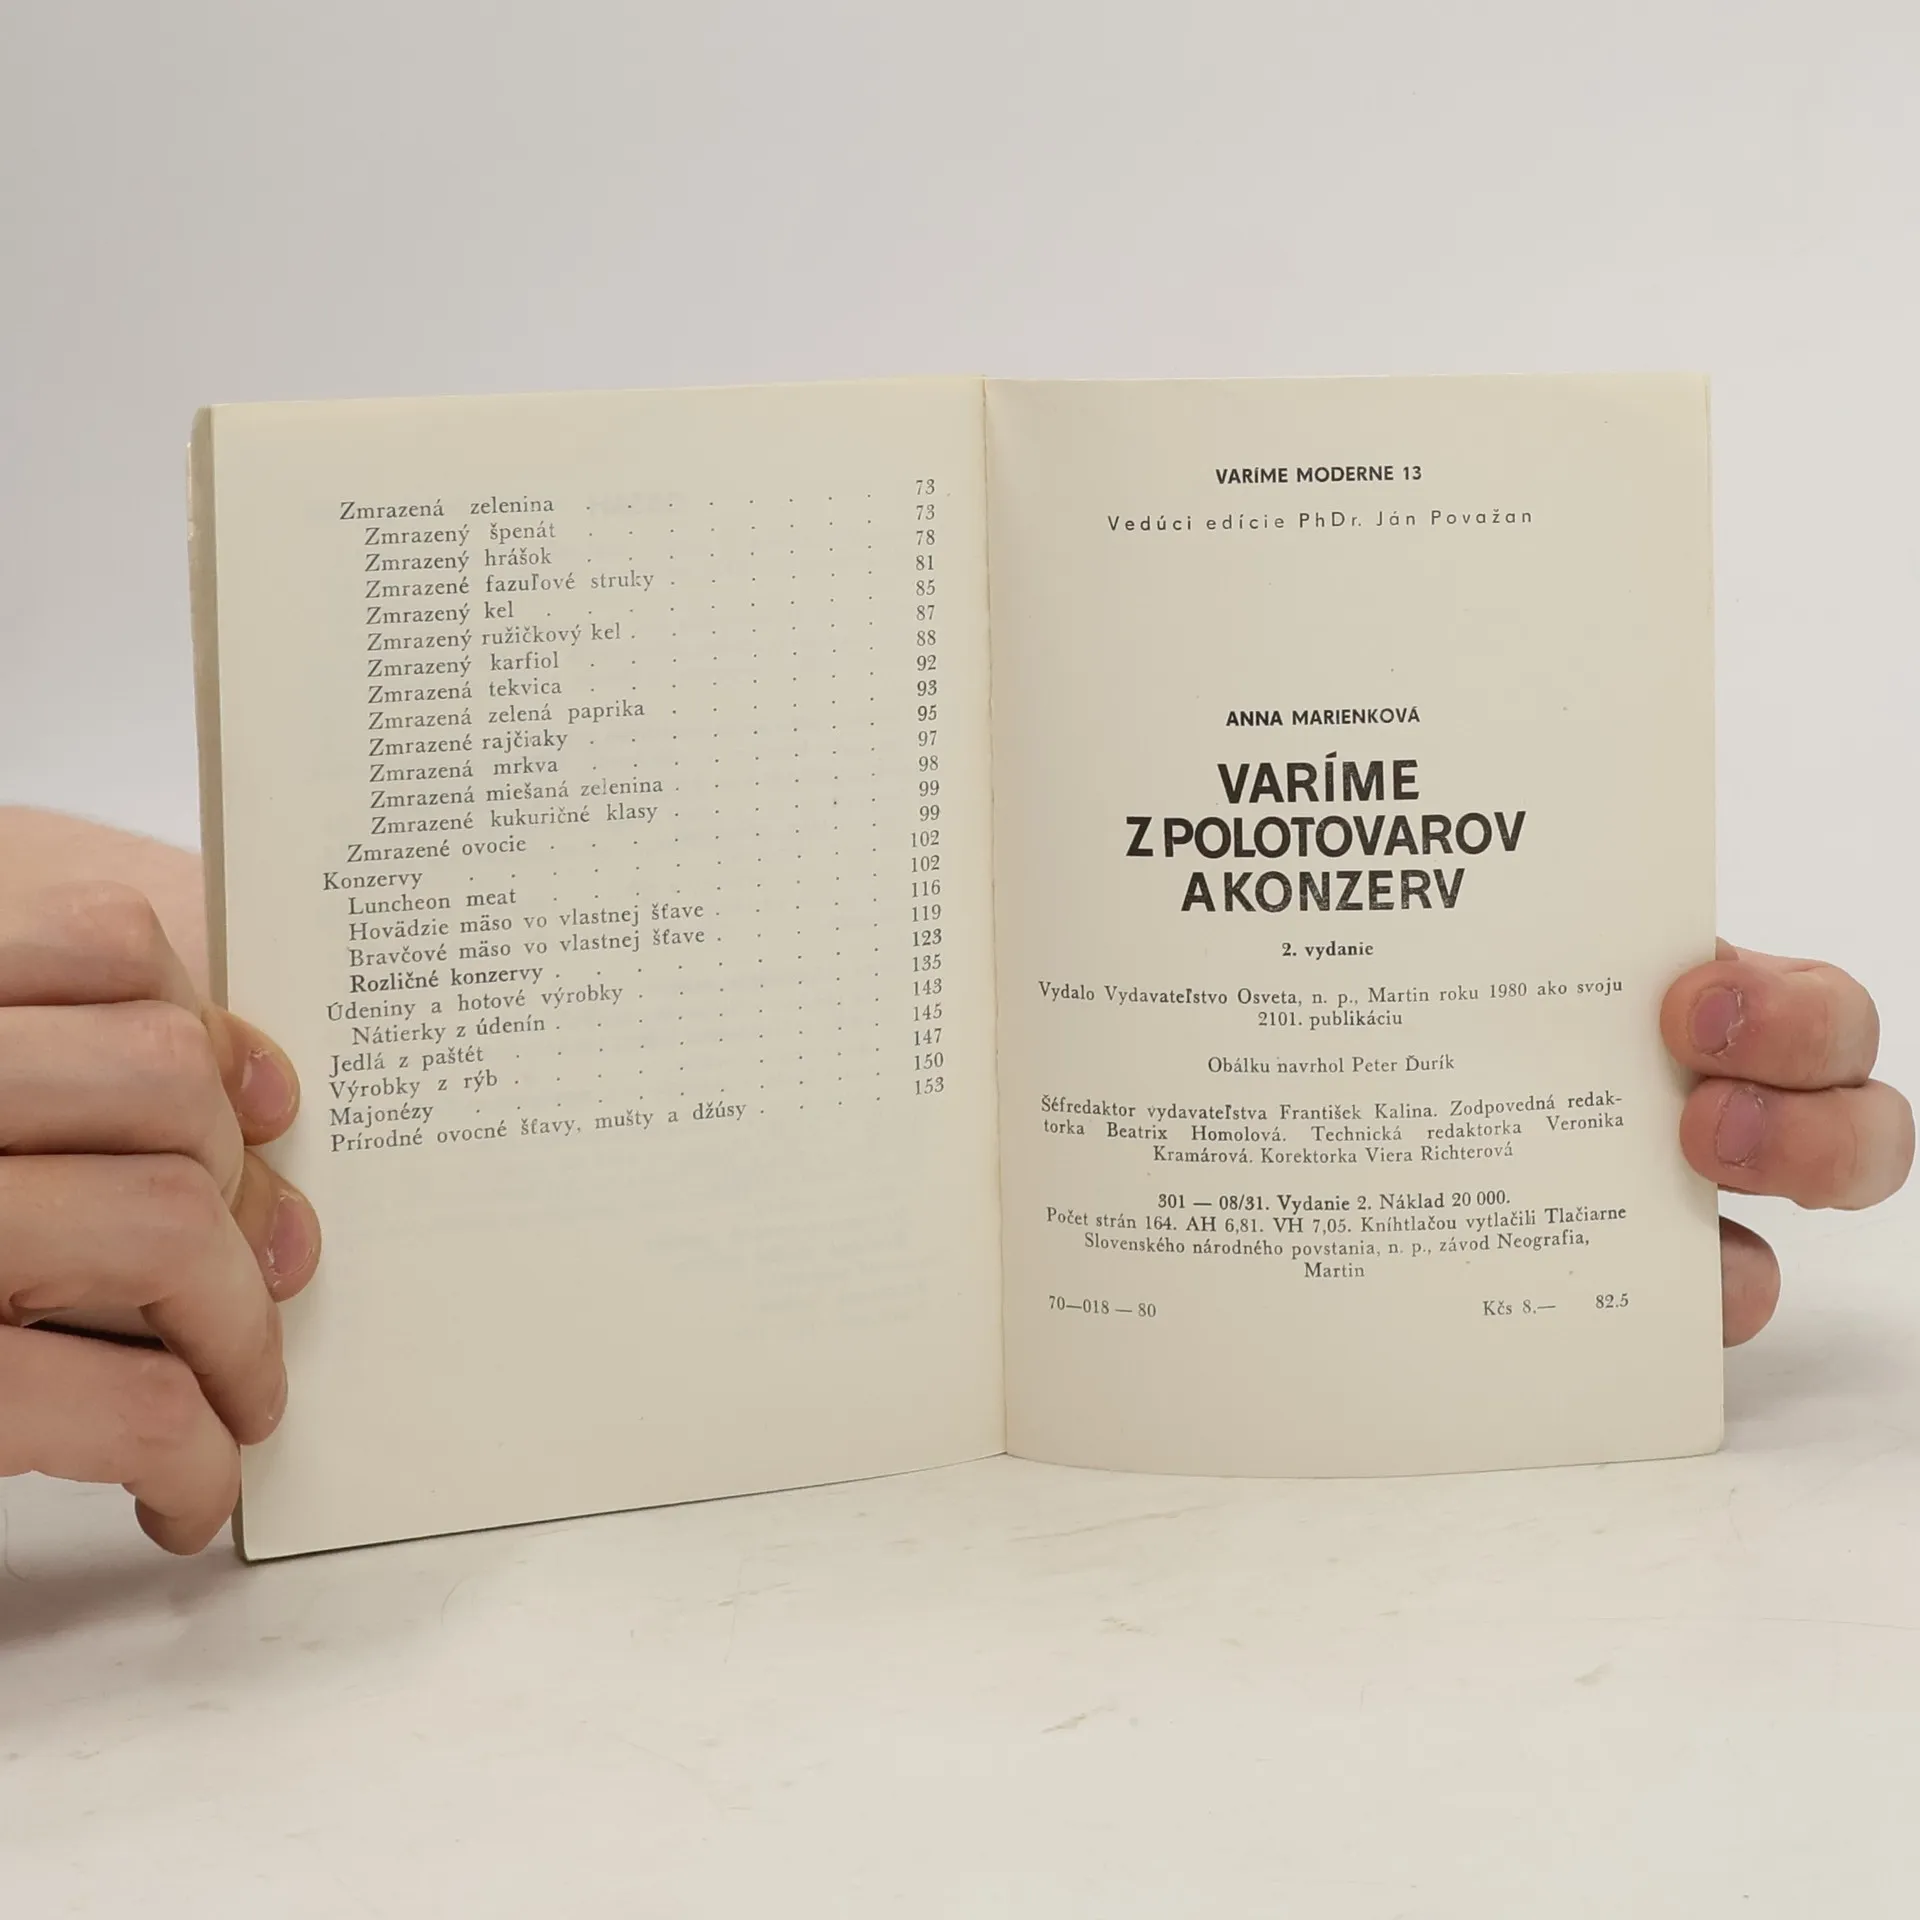 Zmrazená zelenina . . . . . . . . 73
Zmrazený špenát . . . . . . . . 73
Zmrazený hrášok . . . . . . . . 78
Zmrazené fazuľové struky . . . . . . 81
Zmrazený kel . . . . . . . . . 85
Zmrazený ružičkový kel . . . . . . . 87
Zmrazený karfiol . . . . . . . . 88
Zmrazená tekvica . . . . . . . . 92
Zmrazená zelená paprika . . . . . . 93
Zmrazené rajčiaky . . . . . . . . 95
Zmrazená mrkva . . . . . . . . 97
Zmrazená miešaná zelenina . . . . . . 98
Zmrazené kukuričné klasy . . . . . . 99
Zmrazené ovocie . . . . . . . . . 99
Konzervy . . . . . . . . . . . 102
Luncheon meat . . . . . . . . . 102
Hovädzie mäso vo vlastnej šťave . . . . . 116
Bravčové mäso vo vlastnej šťave . . . . . 119
Rozličné konzervy . . . . . . . . . 123
Údeniny a hotové výrobky . . . . . . . 135
Nátierky z údenín . . . . . . . . . 143
Jedlá z paštét . . . . . . . . . . 145
Výrobky z rýb . . . . . . . . . . 147
Majonézy . . . . . . . . . . . 150
Prírodné ovocné šťavy, mušty a džúsy . . . . 153
VARÍME MODERNE 13
Vedúci edície PhDr. Ján Považan
ANNA MARIENKOVÁ
VARÍME
Z POLOTOVAROV
A KONZERV
2. vydanie
Vydalo Vydavateľstvo Osveta, n. p., Martin roku 1980 ako svoju
2101. publikáciu
Obálku navrhol Peter Ďurík
Šéfredaktor vydavateľstva František Kalina. Zodpovedná redak-
torka Beatrix Homolová. Technická redaktorka Veronika
Kramárová. Korektorka Viera Richterová
301 — 08/31. Vydanie 2. Náklad 20 000.
Počet strán 164. AH 6,81. VH 7,05. Kníhtlačou vytlačili Tlačiarne
Slovenského národného povstania, n. p., závod Neografia,
Martin
70—018 — 80 Kčs 8,— 82.5